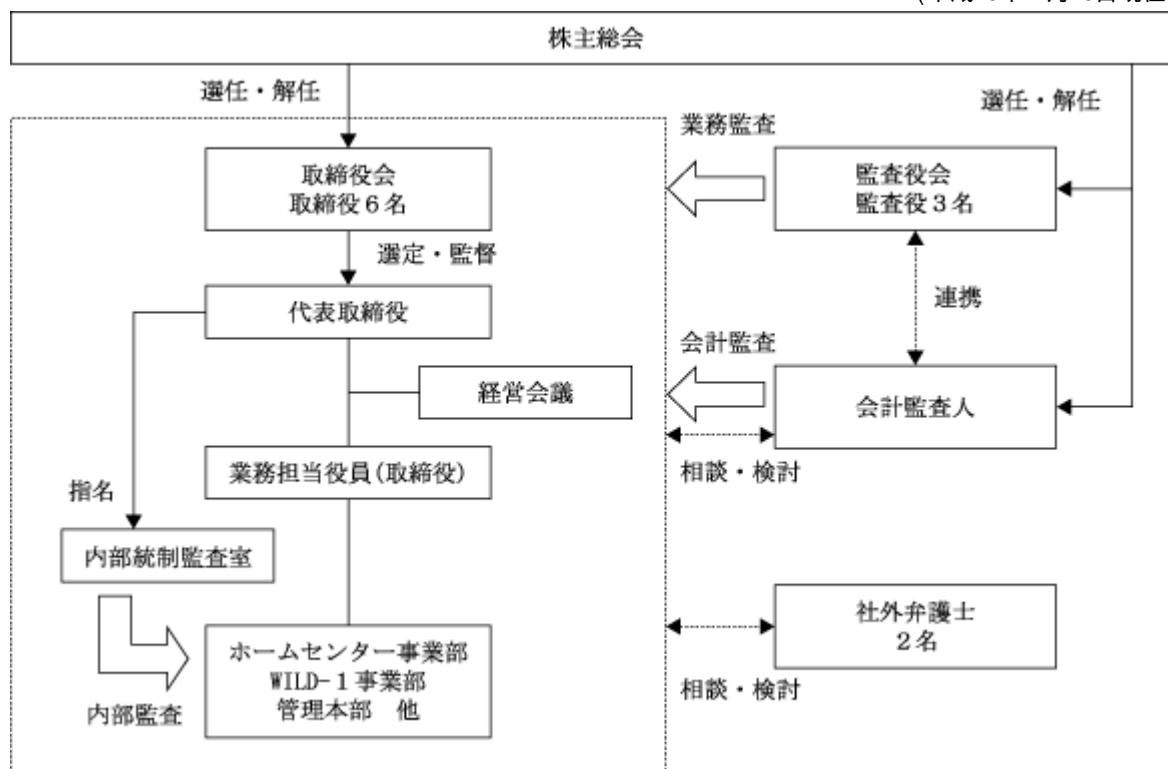 株主総会
選任・解任
選任・解任
業務監査
取締役会
取締役6名
監査役会
監査役3名
選定・監督
代表取締役
連携
会計監査
経営会議
会計監査人
業務担当役員(取締役)
相談・検討
指名
内部統制監査室
社外弁護士
2名
ホームセンター事業部
WILD-1事業部
管理本部　他
相談・検討
内部監査